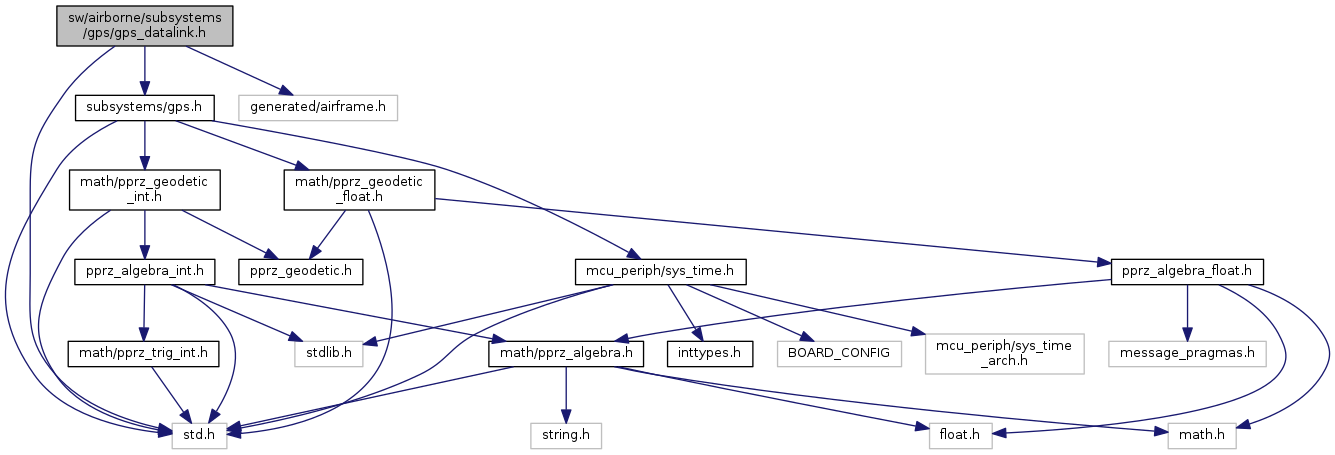 sw/airborne/subsystems
/gps/gps_datalink.h
subsystems/gps.h
generated/airframe.h
math/pprz_geodetic
_int.h
math/pprz_geodetic
_float.h
pprz_algebra_int.h
pprz_geodetic.h
mcu_periph/sys_time.h
pprz_algebra_float.h
math/pprz_trig_int.h
stdlib.h
math/pprz_algebra.h
inttypes.h
BOARD_CONFIG
mcu_periph/sys_time
_arch.h
message_pragmas.h
std.h
string.h
float.h
math.h